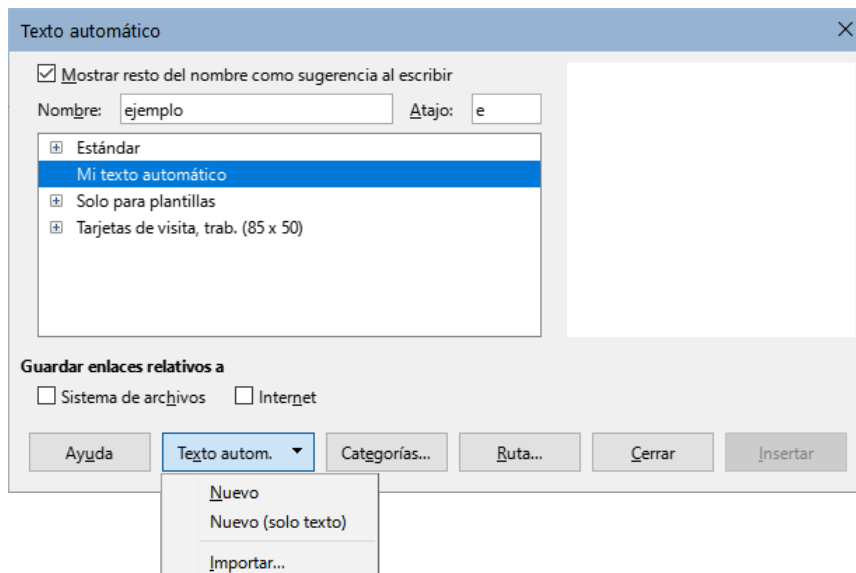 Texto automático
Mostrar resto del nombre como sugerencia al escribir
Nombre: ejemplo Atajo: e
Estándar
Mi texto automático
Solo para plantillas
Tarjetas de visita, trab. (85 x 50)
Guardar enlaces relativos a
Sistema de archivos Internet
Ayuda Texto autom. Categorías... Ruta... Cerrar Insertar
Nuevo
Nuevo (solo texto)
Importar...